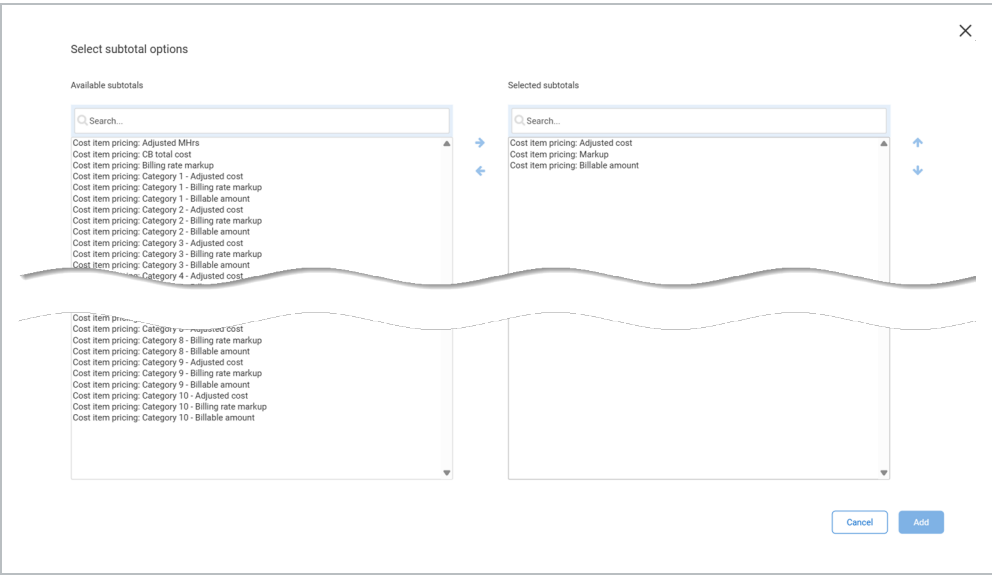 Select subtotal options
Available subtotals
Search...
Cost item pricing: Adjusted MHrs
Cost item pricing: CB total cost
Cost item pricing: Billing rate markup
Cost item pricing: Category 1 - Adjusted cost
Cost item pricing: Category 1 - Billing rate markup
Cost item pricing: Category 1 - Billable amount
Cost item pricing: Category 2 - Adjusted cost
Cost item pricing: Category 2 - Billing rate markup
Cost item pricing: Category 2 - Billable amount
Cost item pricing: Category 3 - Adjusted cost
Cost item pricing: Category 3 - Billing rate markup
Cost item pricing: Category 3 - Billable amount
pricing: Category 4 - Adjusted cost
Cost item
Cost item pricing: Category 8 - Adjusted cost
Cost item pricing: Category 8 - Billing rate markup
Cost item pricing: Category 8 - Billable amount
Cost item pricing: Category 9 - Adjusted cost
Cost item pricing: Category 9 - Billing rate markup
Cost item pricing: Category 9 - Billable amount
Cost item pricing: Category 10 - Adjusted cost
Cost item pricing: Category 10 - Billing rate markup
Cost item pricing: Category 10 - Billable amount
Selected subtotals
Search...
Cost item pricing: Adjusted cost
Cost item pricing: Markup
Cost item pricing: Billable amount
Cancel
Add